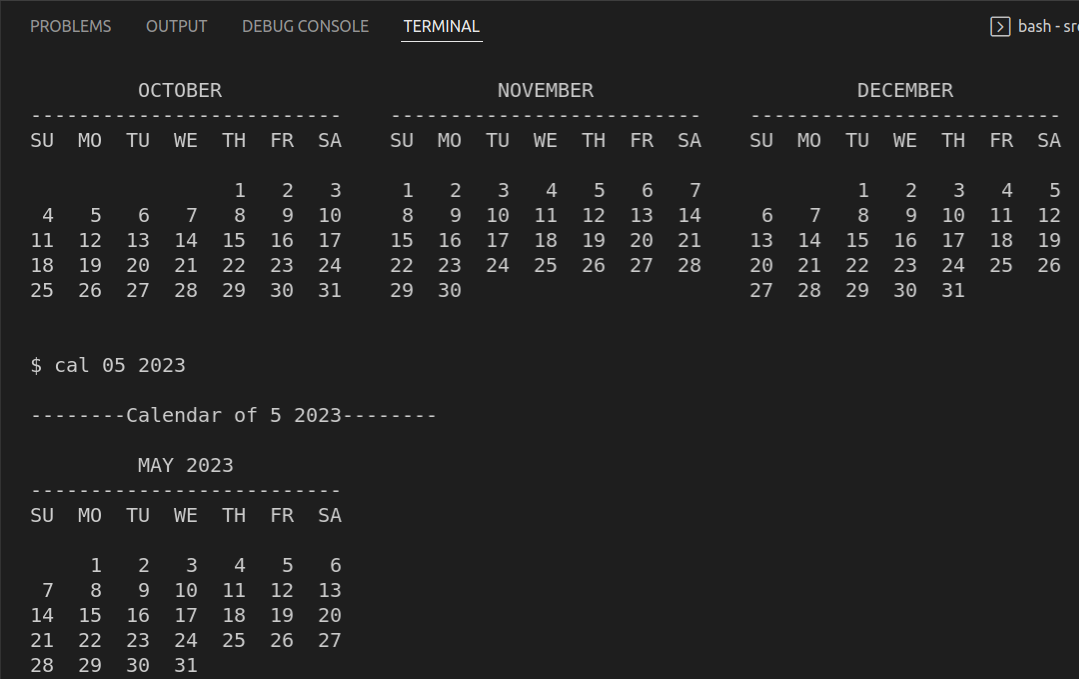 PROBLEMS OUTPUT DEBUG CONSOLE TERMINAL bash - src
OCTOBER NOVEMBER DECEMBER
-------------------------- -------------------------- --------------------------
SU MO TU WE TH FR SA SU MO TU WE TH FR SA SU MO TU WE TH FR SA
1 2 3 1 2 3 4 5 6 7 1 2 3 4 5
4 5 6 7 8 9 10 8 9 10 11 12 13 14 6 7 8 9 10 11 12
11 12 13 14 15 16 17 15 16 17 18 19 20 21 13 14 15 16 17 18 19
18 19 20 21 22 23 24 22 23 24 25 26 27 28 20 21 22 23 24 25 26
25 26 27 28 29 30 31 29 30 27 28 29 30 31
$ cal 05 2023
--------Calendar of 5 2023--------
MAY 2023
--------------------------
SU MO TU WE TH FR SA
1 2 3 4 5 6
7 8 9 10 11 12 13
14 15 16 17 18 19 20
21 22 23 24 25 26 27
28 29 30 31